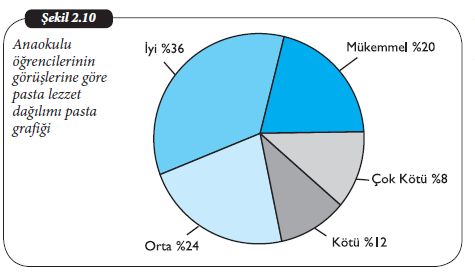 Şekil 2.10
Anaokulu
öğrencilerinin
görüşlerine göre
pasta lezzet
dağılımı pasta
grafiği
İyi %36
Mükemmel %20
Çok Kötü %8
Kötü %12
Orta %24